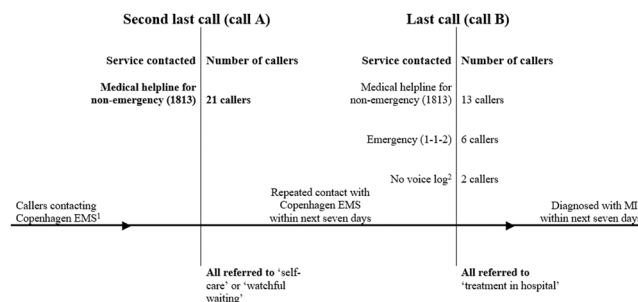 Second last call (call A)
Last call (call B)
Service contacted
Number of callers
Service contacted
Number of callers
Medical helpline for
non-emergency (1813)
21 callers
Medical helpline for
non-emergency (1813)
13 callers
Emergency (1-1-2)
6 callers
No voice log2
2 callers
Callers contacting
Copenhagen EMS1
Repeated contact with
Copenhagen EMS
within next seven days
Diagnosed with MI
within next seven days
All referred to ‘self-
care’ or ‘watchful
waiting’
All referred to
‘treatment in hospital’